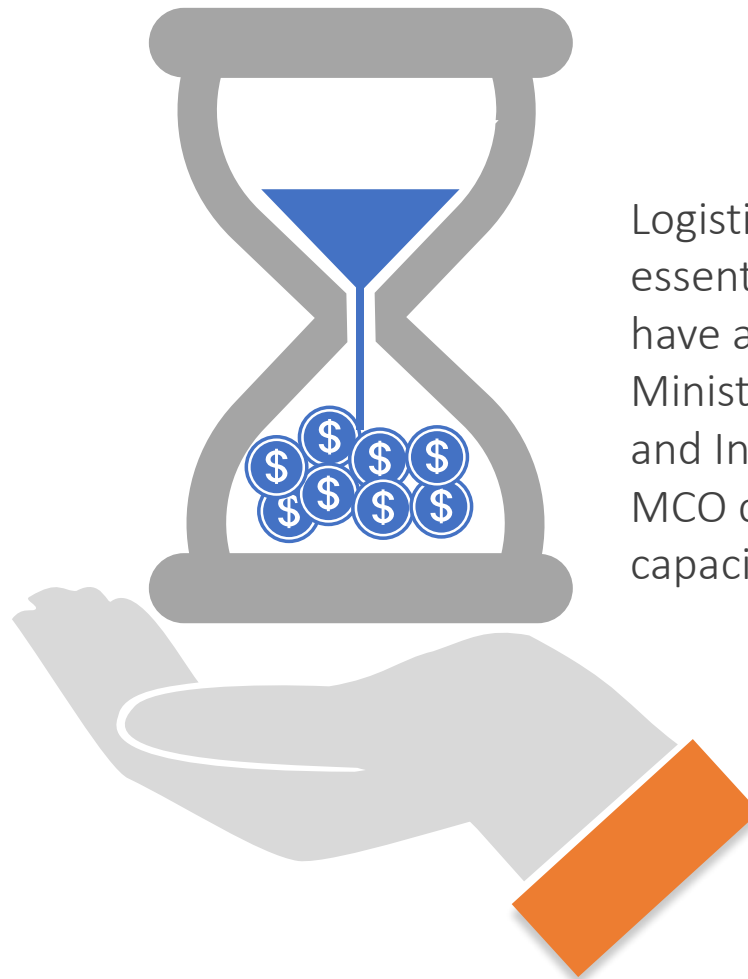 Logisti
essent
have a
Minist
and In
MCO
capaci